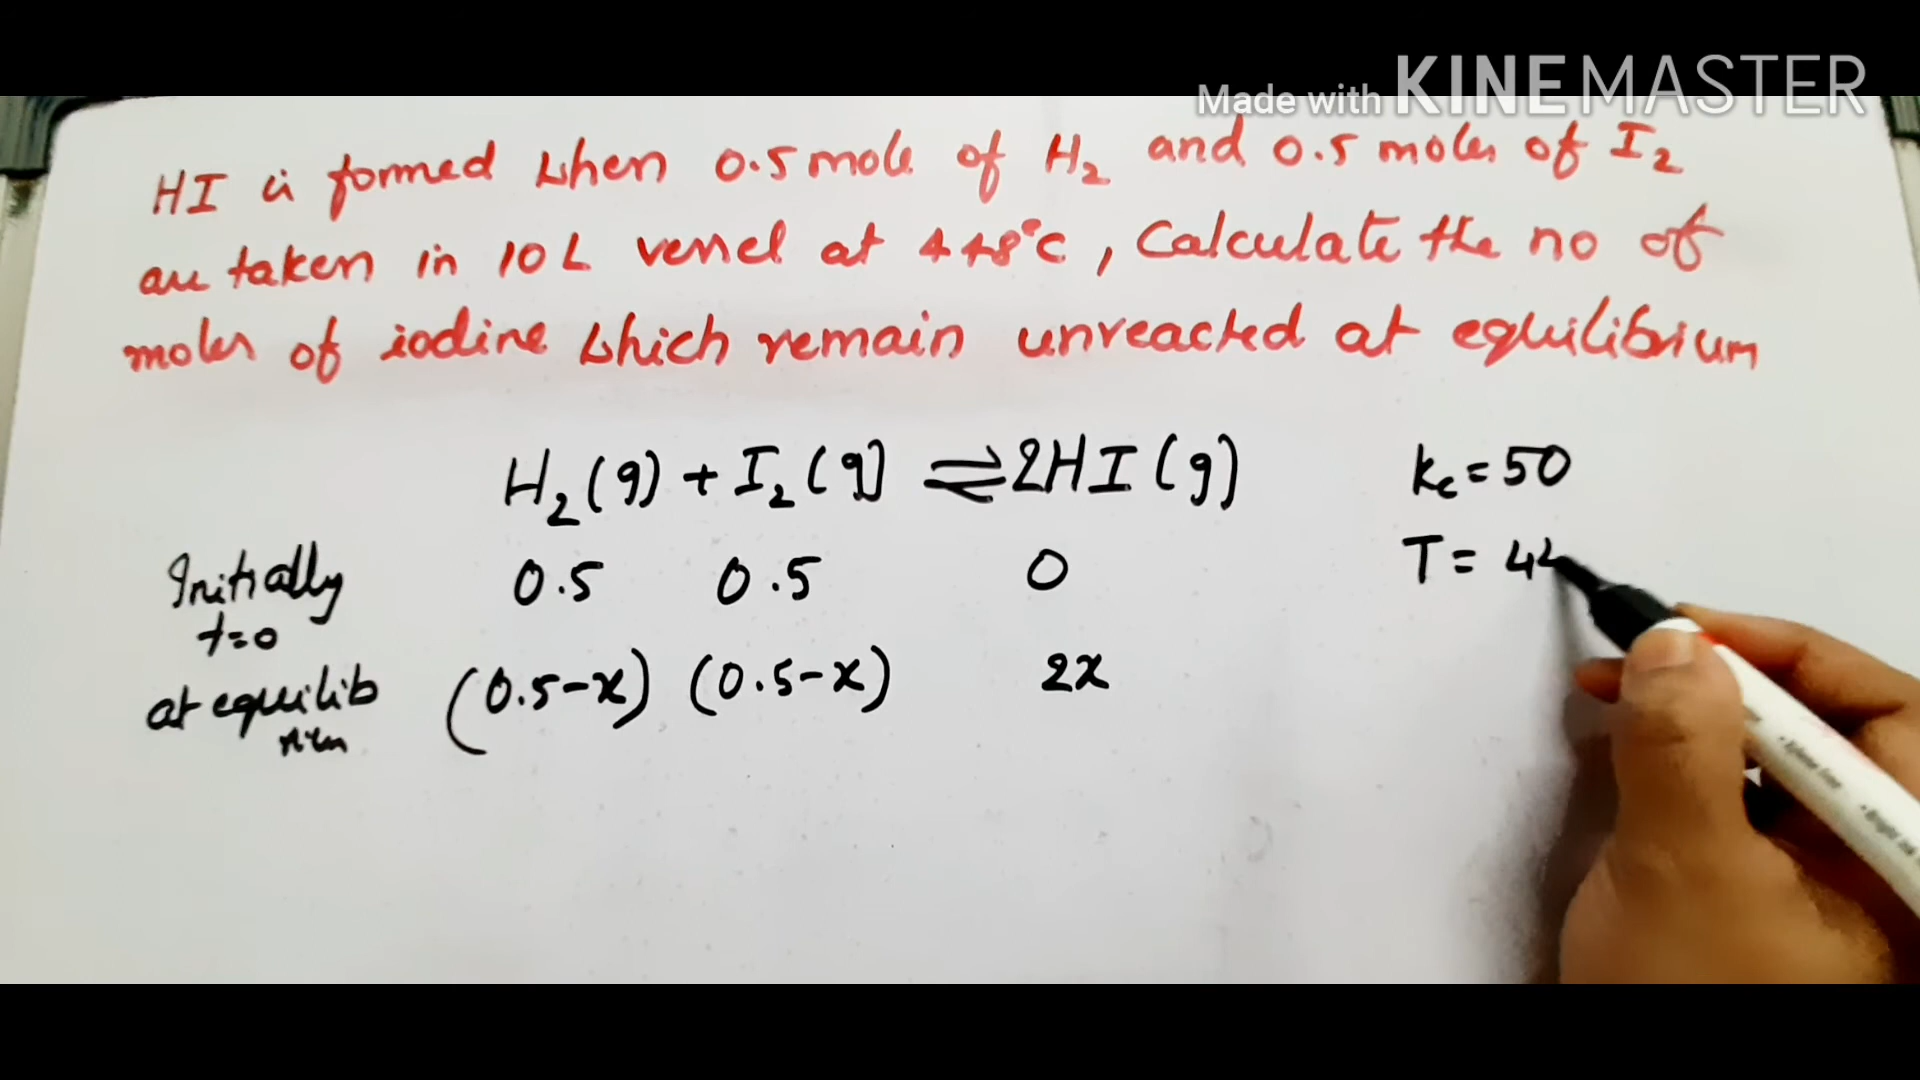 Made with KINEMASTER
HI is formed when 0.5 mole of H₂ and 0.5 moles of I₂
are taken in 10 L vessel at 448°C, Calculate the no of
moles of iodine which remain unreacted at equilibrium
H₂(g) + I₂(g) ⇌ 2HI(g)
Kc = 50
Initially 0.5 0.5 0
t=0
T = 44
at equilib (0.5-x) (0.5-x) 2x
rium